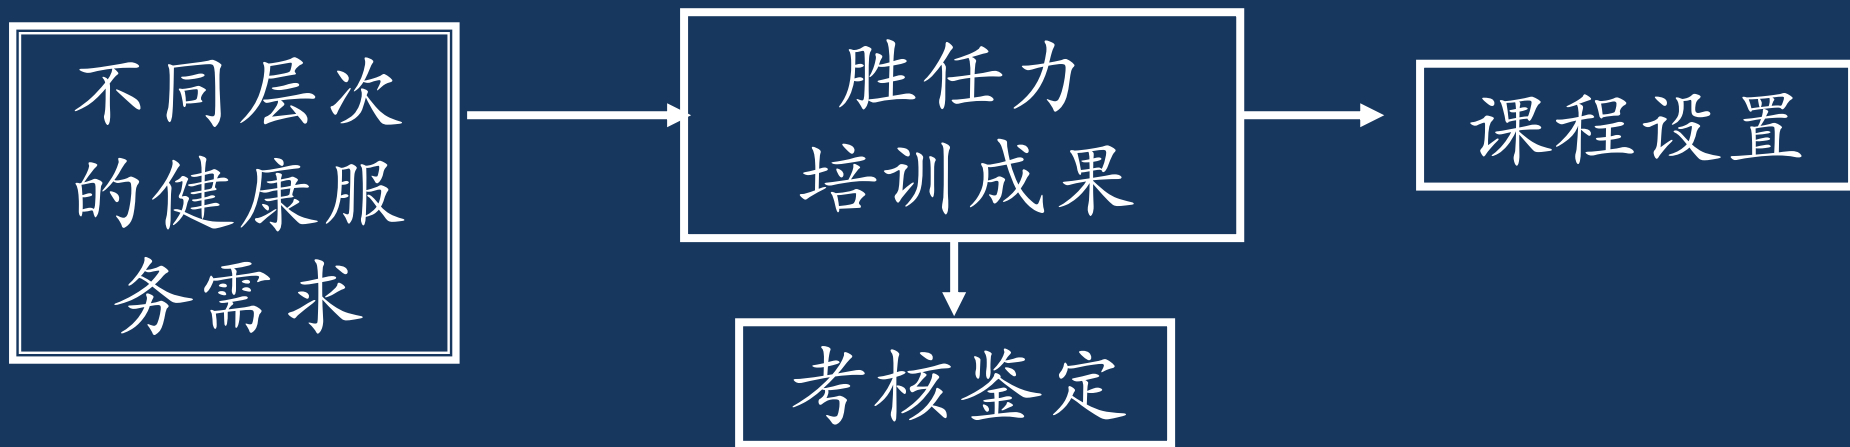 不同层次
的健康服
务需求
胜任力
培训成果
课程设置
考核鉴定